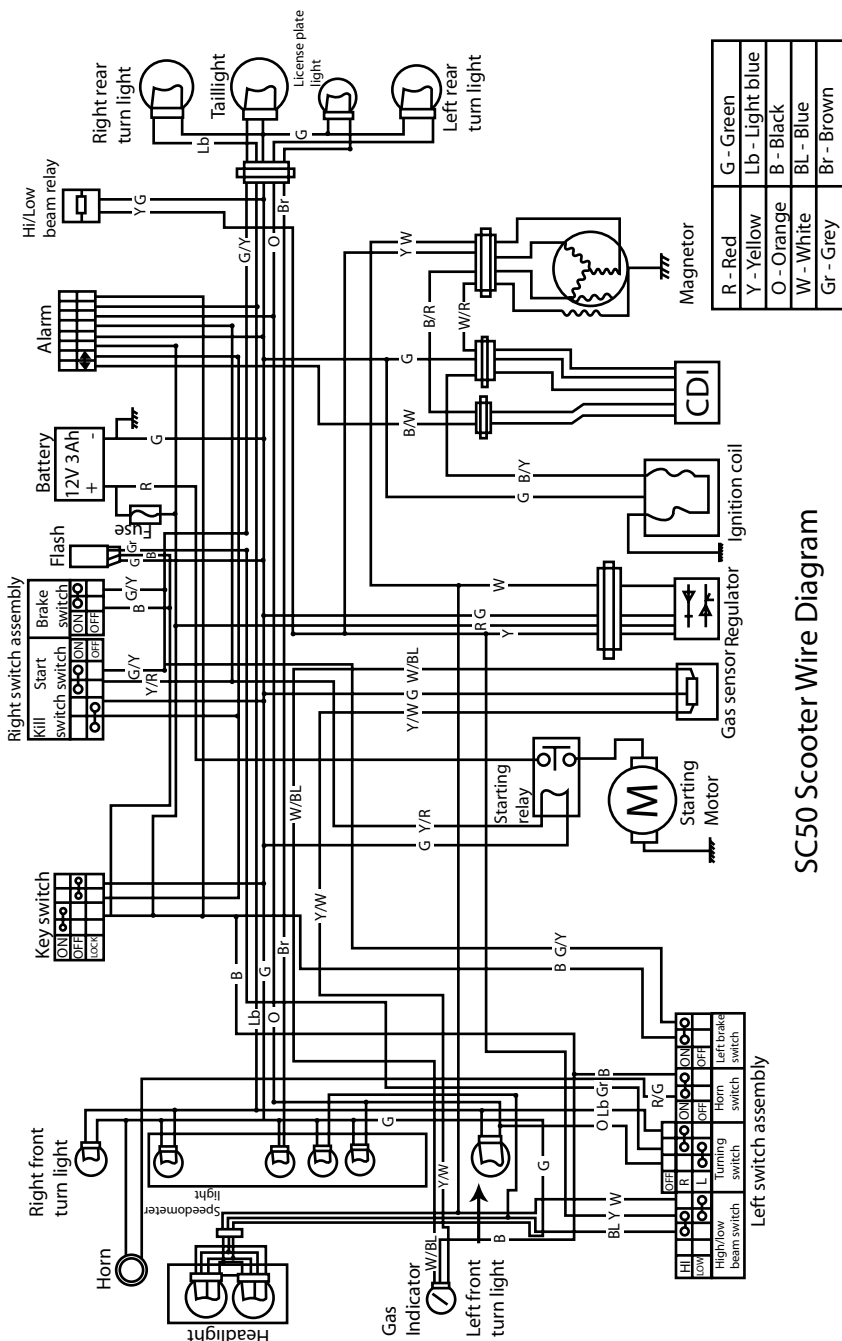 SC50 Scooter Wire Diagram
Headlight
Horn
Right front
turn light
Speedometer
light
Gas
Indicator
Left front
turn light
Key switch
ON
OFF
LOCK
Right switch assembly
Kill
switch
Start
switch
ON
OFF
Brake
switch
ON
OFF
Flash
Gr
B
G
Fuse
Battery
12V 3Ah
+
-
R
G
Alarm
Hi/Low
beam relay
Y G
Right rear
turn light
Taillight
License plate
light
Left rear
turn light
Lb
G
G/Y
B
G/Y
Y/R
G/Y
O
Br
B
Lb
G
O
Br
W/BL
Y/W
G
G
Y/W
W/BL
B
Left switch assembly
High/low
beam switch
HI
LOW
Turning
switch
OFF
R
L
Horn
switch
ON
OFF
Left brake
switch
ON
OFF
BL Y W
O Lb Gr B
R/G
B G/Y
Starting
relay
G
Y/R
M
Starting
Motor
Gas sensor
Y/W G W/BL
Regulator
Y
R G
W
Ignition coil
G
B/Y
CDI
B/W
G
B/R
W/R
Magnetor
Y W
R - Red
G - Green
Y - Yellow
Lb - Light blue
O - Orange
B - Black
W - White
BL - Blue
Gr - Grey
Br - Brown